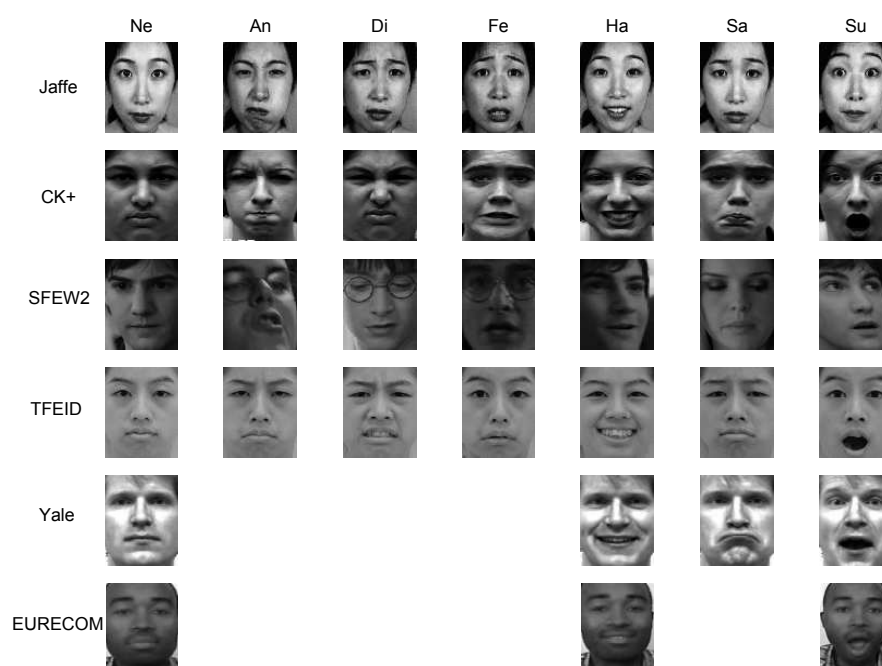 Ne An Di Fe Ha Sa Su
Jaffe
CK+
SFEW2
TFEID
Yale
EURECOM